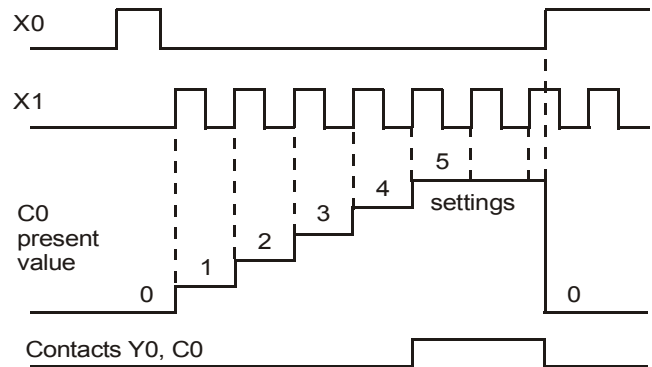 X0
X1
5
settings
4
3
2
1
0
C0
present
value
0
Contacts Y0, C0